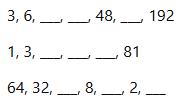 3, 6, ___, ___, 48, ___, 192
1, 3, ___, ___, ___, 81
64, 32, ___, 8, ___, 2, ___